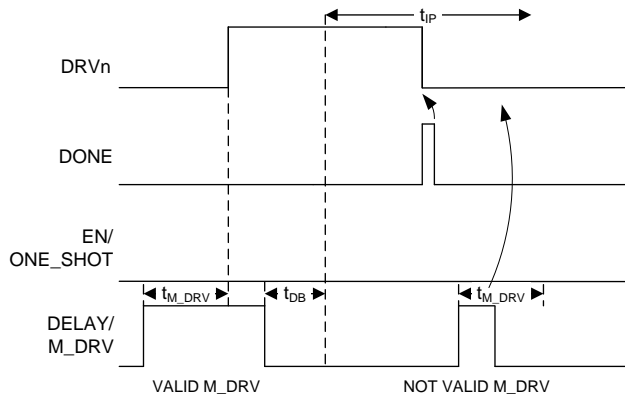 t_IP
DRVn
DONE
EN/
ONE_SHOT
t_M_DRV
t_DB
t_M_DRV
DELAY/
M_DRV
VALID M_DRV
NOT VALID M_DRV